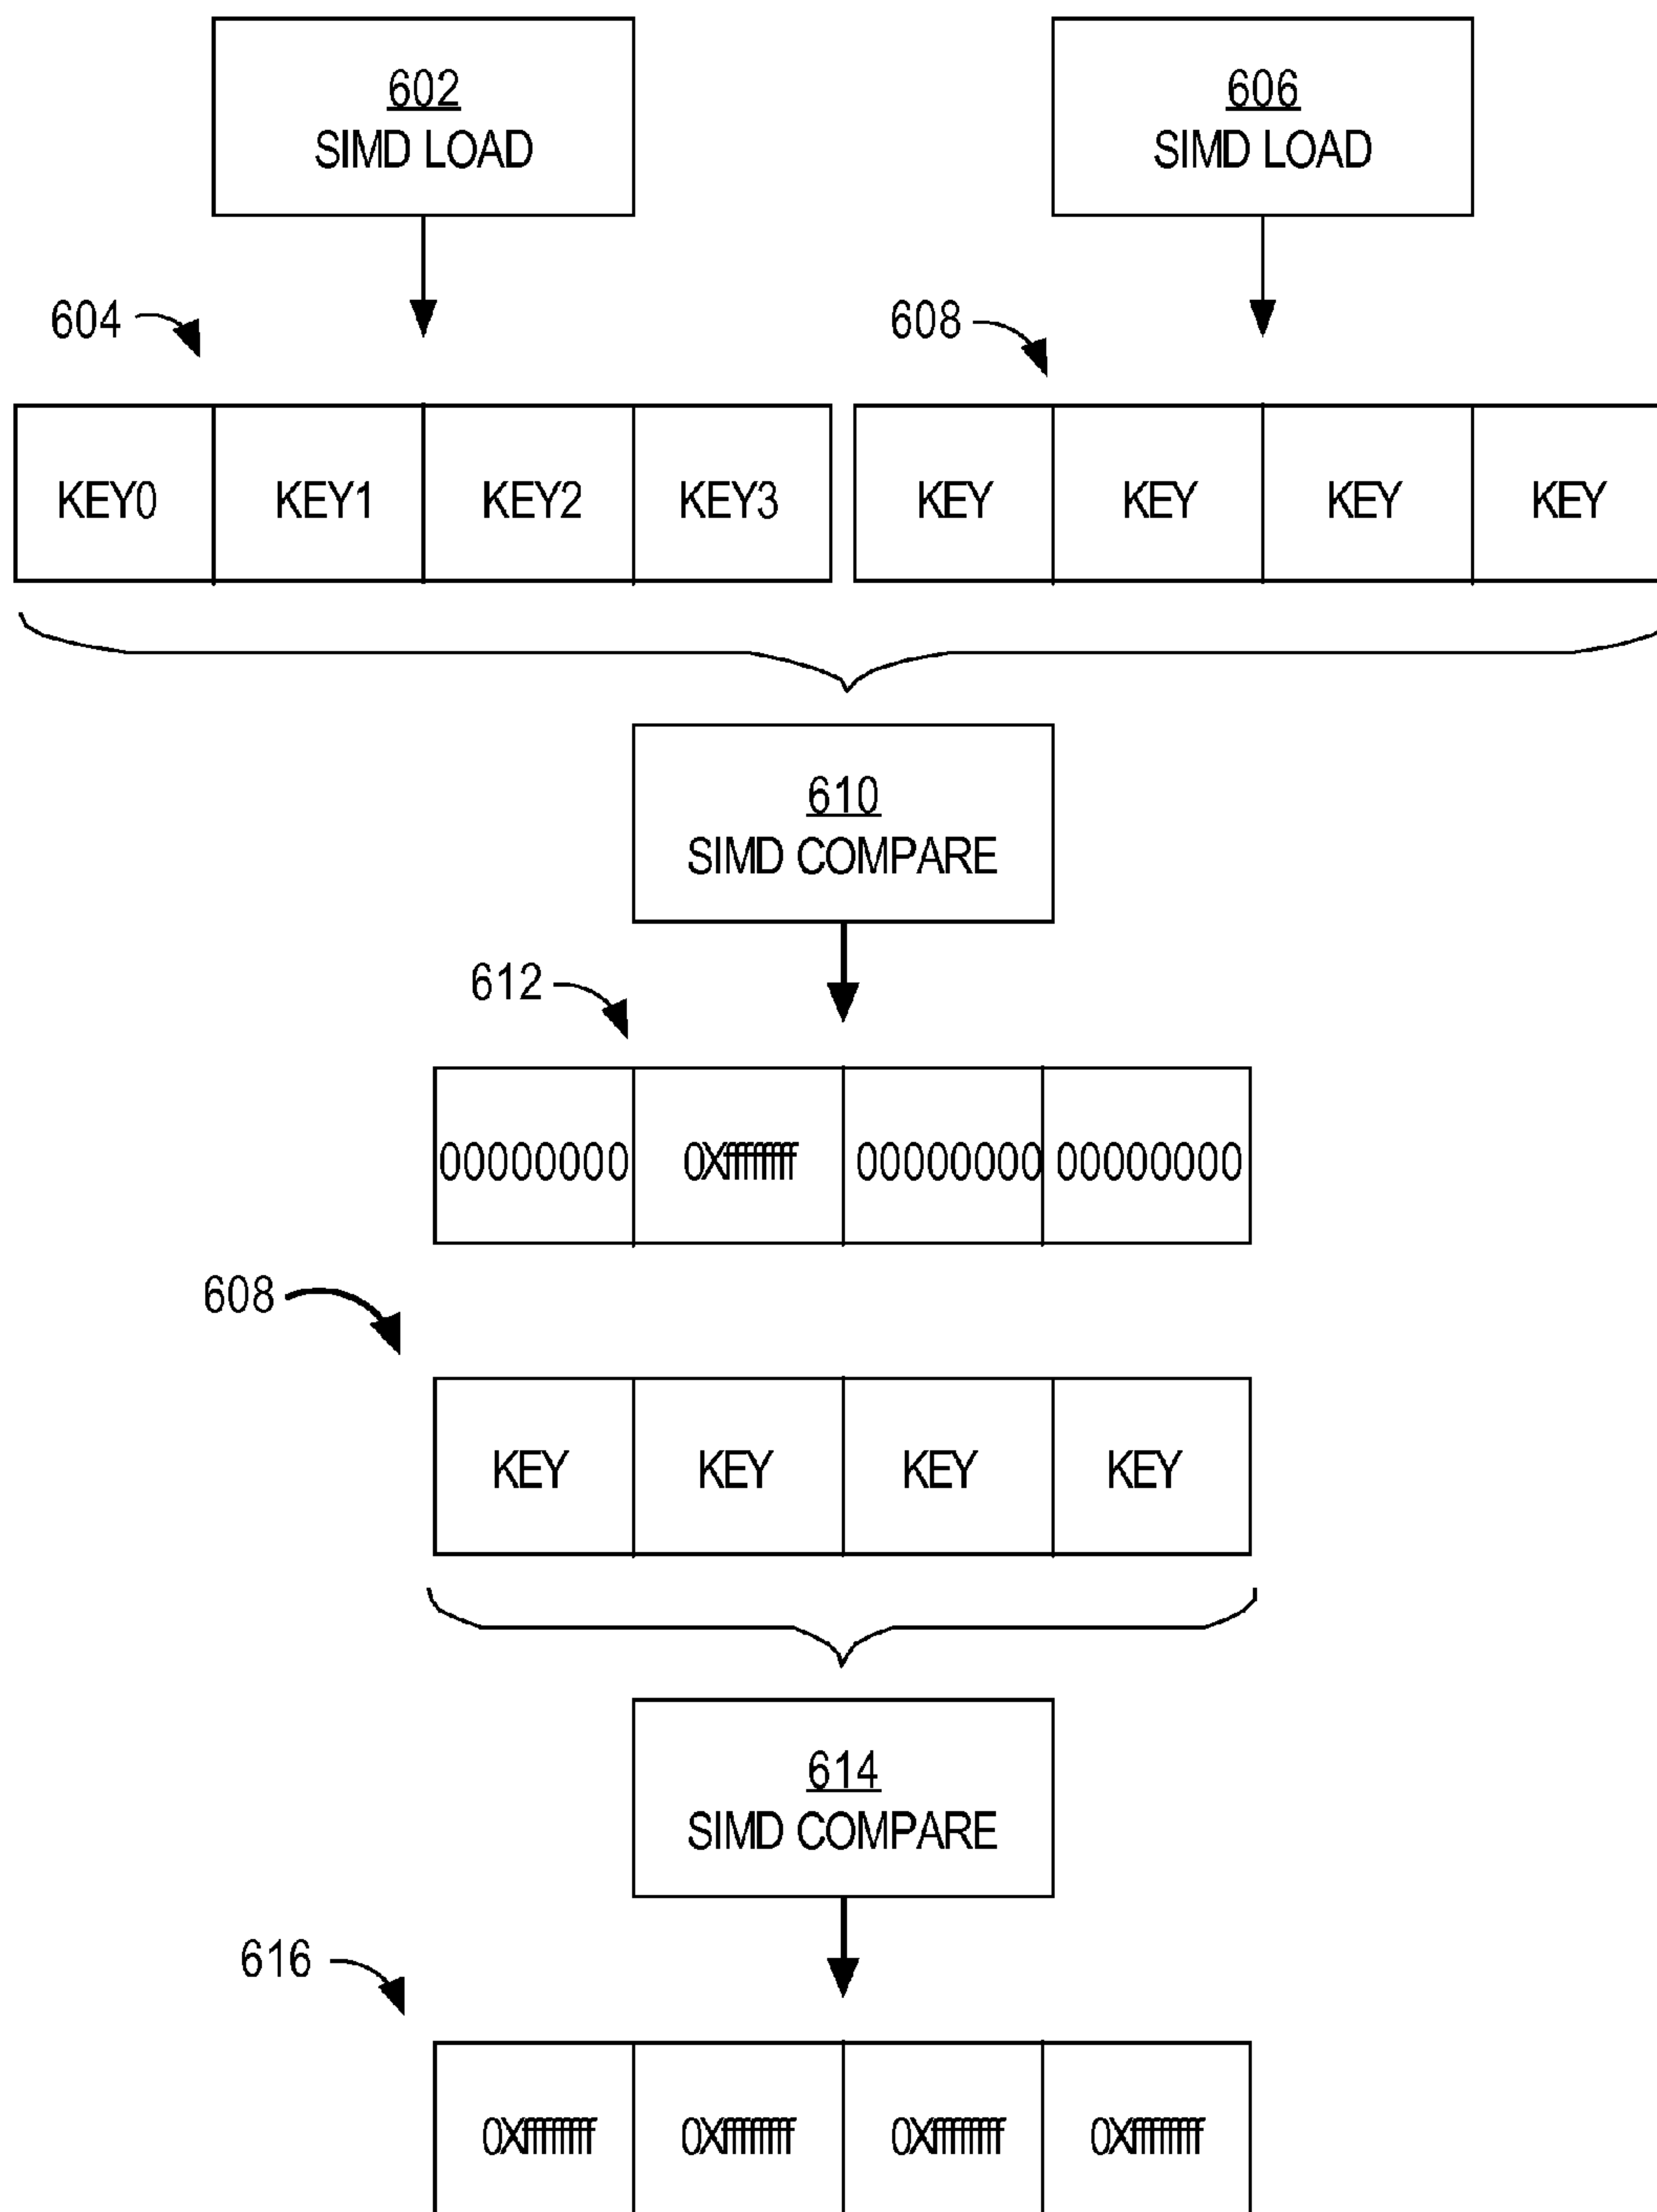 602
SIMD LOAD
606
SIMD LOAD
604
608
KEY0 KEY1 KEY2 KEY3 KEY KEY KEY KEY
610
SIMD COMPARE
612
00000000 0Xffffffff 00000000 00000000
608
KEY KEY KEY KEY
614
SIMD COMPARE
616
0Xffffffff 0Xffffffff 0Xffffffff 0Xffffffff